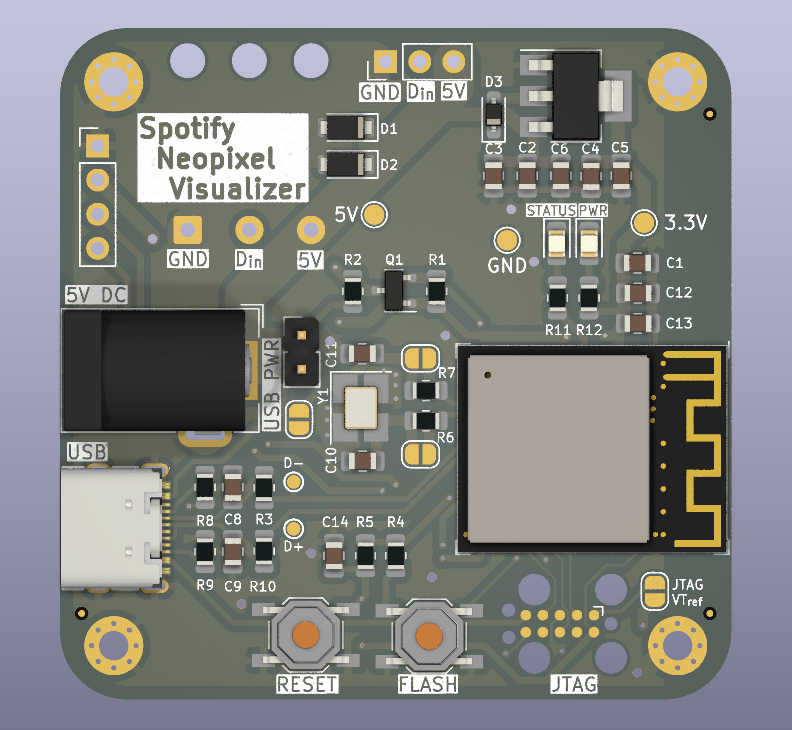 D3
GND Din 5V
Spotify
Neopixel
Visualizer
D1
D2
C3 C2 C6 C4 C5
STATUS PWR
5V
3.3V
GND Din 5V
GND
R2 Q1 R1
C1
C12
C13
5V DC
R11 R12
USB PWR
C11
Y1
C10
R7
R6
USB
D-
D+
R8 C8 R3
C14 R5 R4
R9 C9 R10
JTAG
VTref
RESET FLASH JTAG